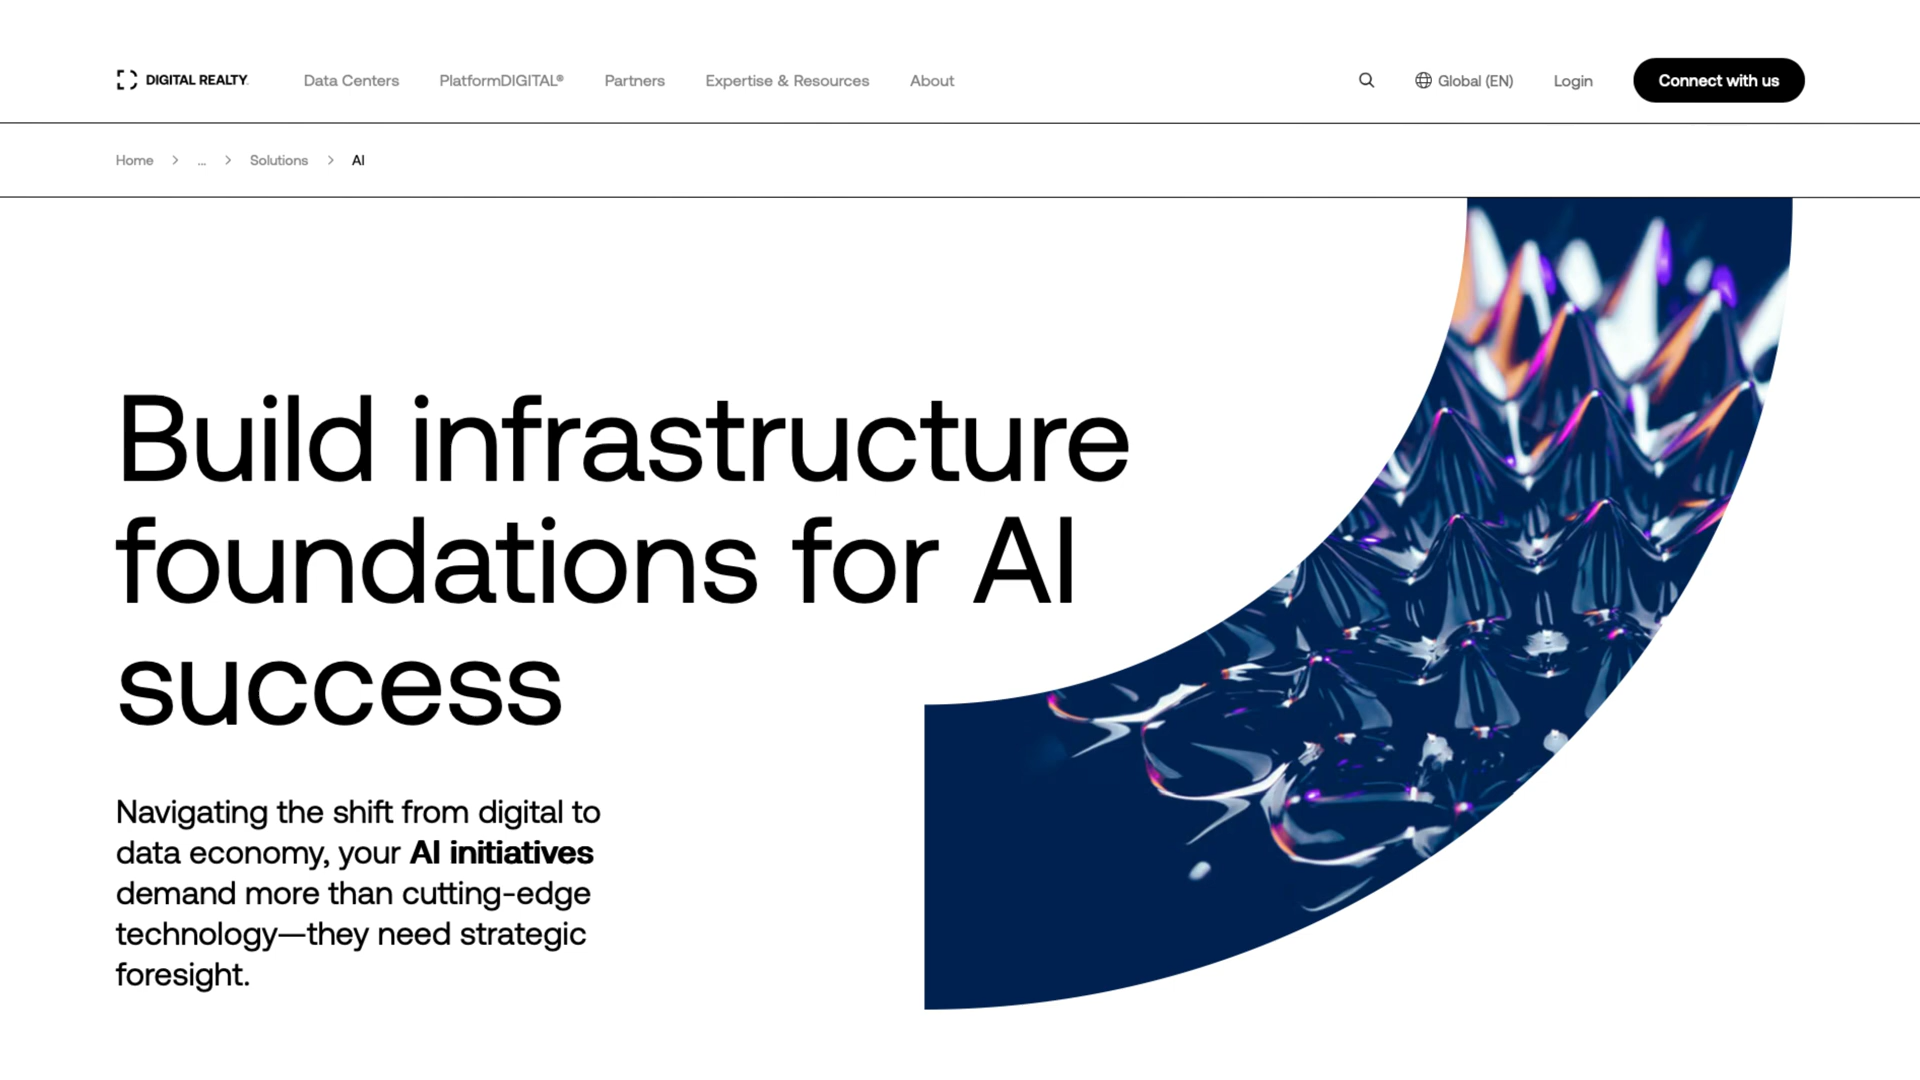 DIGITAL REALTY
Data Centers
PlatformDIGITAL®
Partners
Expertise & Resources
About
Global (EN)
Login
Connect with us
Home > ... > Solutions > AI
Build infrastructure
foundations for AI
success
Navigating the shift from digital to
data economy, your AI initiatives
demand more than cutting-edge
technology—they need strategic
foresight.